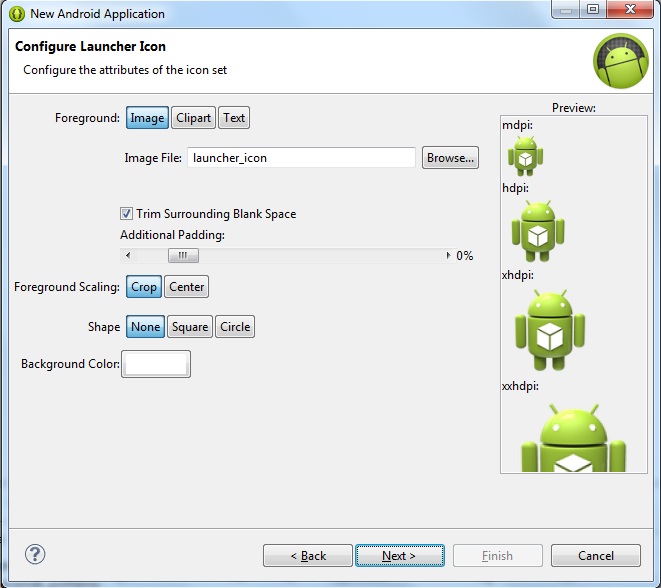 New Android Application
Configure Launcher Icon
Configure the attributes of the icon set
Foreground: Image Clipart Text
Image File: launcher_icon Browse...
Trim Surrounding Blank Space
Additional Padding:
0%
Foreground Scaling: Crop Center
Shape None Square Circle
Background Color:
Preview:
mdpi:
hdpi:
xhdpi:
xxhdpi:
? < Back Next > Finish Cancel